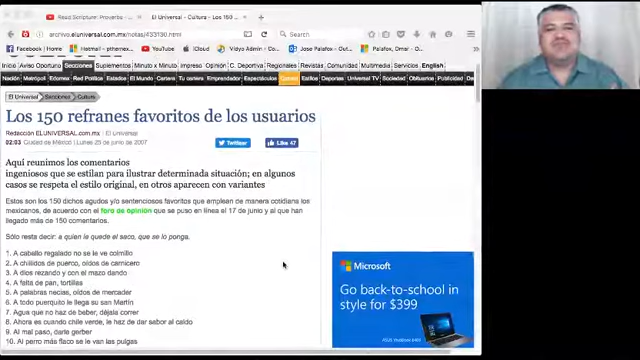 Read Scripture: Proverbs
El Universal - Cultura - Los 150 ...
archivo.eluniversal.com.mx/notas/433130.html
Search
Facebook | Home
YouTube
iCloud
Jose Palafox - Out...
Palafox, Omar - Ou...
Aviso Oportuno Secciones Suplementos Minuto x Minuto Opinión C. Deportiva Regionales Multimedia Servicios English
Nación Metrópoli Edomex Red Política Estados El Mundo Cartera Tu cartera Emprendedor Espectáculos Cultura Estilos Deportes Universal TV Sociedad Obituarios Publicidad
El Universal Secciones Cultura
Los 150 refranes favoritos de los usuarios
Redacción ELUNIVERSAL.com.mx / El Universal
02:03 Ciudad de México | Lunes 25 de junio de 2007
Twittear
Like 47
Aquí reunimos los comentarios
ingeniosos que se estilan para ilustrar determinada situación; en algunos
casos se respeta el estilo original, en otros aparecen con variantes
Estos son los 150 dichos agudos y/o sentenciosos favoritos que emplean de manera cotidiana los
mexicanos, de acuerdo con el foro de opinión que se puso en línea el 17 de junio y al que han
llegado más de 150 comentarios.
Sólo resta decir: a quien le quede el saco, que se lo ponga.
1. A caballo regalado no se le ve colmillo
2. A chillidos de puerco, oídos de carnicero
3. A dios rezando y con el mazo dando
4. A falta de pan, tortillas
5. A palabras necias, oídos de mercader
6. A todo puerquito le llega su san Martín
7. Agua que no haz de beber, déjala correr
8. Ahora es cuando chile verde, le haz de dar sabor al caldo
9. Al mal paso, darle gerber
10. Al perro más flaco se le van las pulgas
Microsoft
Go back-to-school in
style for $399